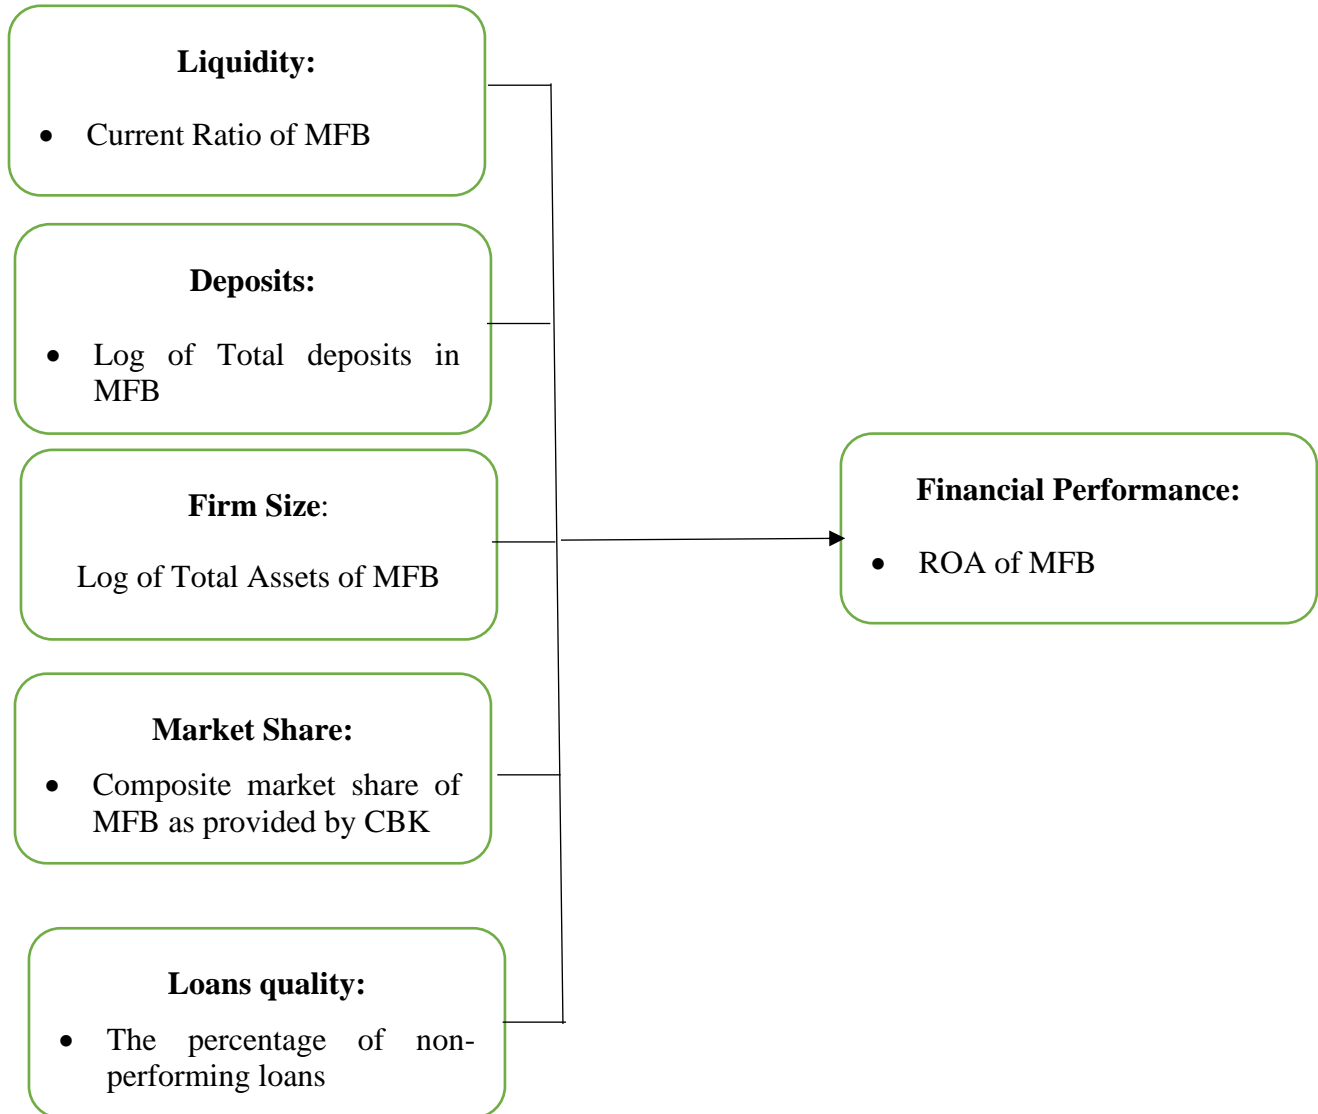 Liquidity:
• Current Ratio of MFB
Deposits:
• Log of Total deposits in
MFB
Firm Size:
Log of Total Assets of MFB
Market Share:
• Composite market share of
MFB as provided by CBK
Loans quality:
• The percentage of non-
performing loans
Financial Performance:
• ROA of MFB